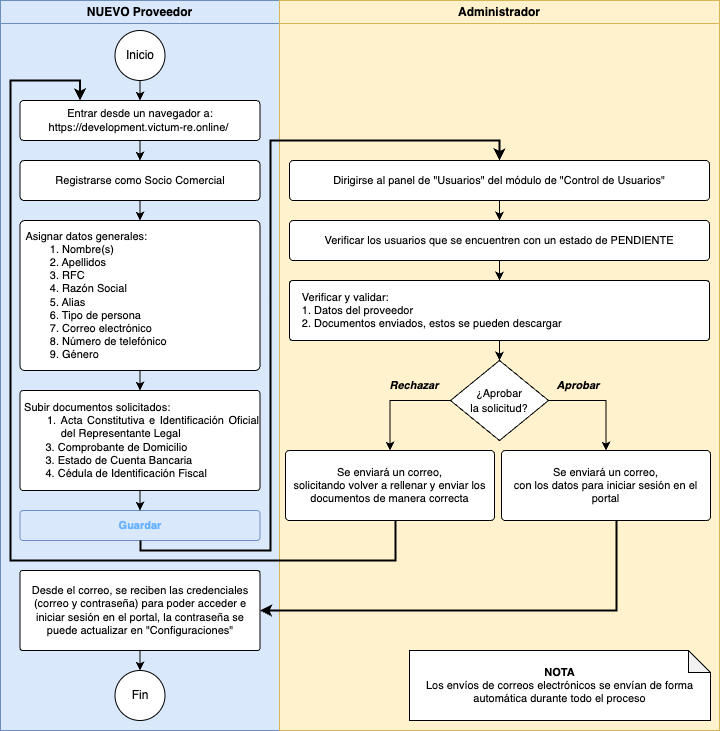 NUEVO Proveedor
Administrador
Inicio
Entrar desde un navegador a:
https://development.victum-re.online/
Registrarse como Socio Comercial
Asignar datos generales:
1. Nombre(s)
2. Apellidos
3. RFC
4. Razón Social
5. Alias
6. Tipo de persona
7. Correo electrónico
8. Número de telefónico
9. Género
Subir documentos solicitados:
1. Acta Constitutiva e Identificación Oficial
del Representante Legal
3. Comprobante de Domicilio
3. Estado de Cuenta Bancaria
4. Cédula de Identificación Fiscal
Guardar
Dirigirse al panel de "Usuarios" del módulo de "Control de Usuarios"
Verificar los usuarios que se encuentren con un estado de PENDIENTE
Verificar y validar:
1. Datos del proveedor
2. Documentos enviados, estos se pueden descargar
¿Aprobar
la solicitud?
Rechazar
Aprobar
Se enviará un correo,
solicitando volver a rellenar y enviar los
documentos de manera correcta
Se enviará un correo,
con los datos para iniciar sesión en el
portal
Desde el correo, se reciben las credenciales
(correo y contraseña) para poder acceder e
iniciar sesión en el portal, la contraseña se
puede actualizar en "Configuraciones"
Fin
NOTA
Los envíos de correos electrónicos se envían de forma
automática durante todo el proceso